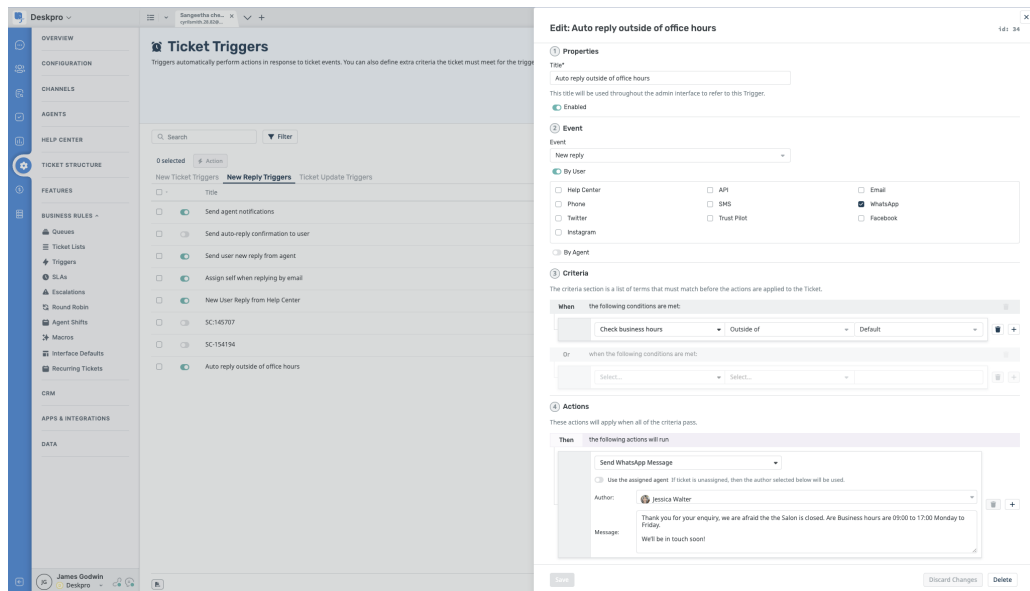 Deskpro
Sangeetha che...
cyrilsmith.28.92@...
Edit: Auto reply outside of office hours
id: 34
OVERVIEW
CONFIGURATION
CHANNELS
AGENTS
HELP CENTER
TICKET STRUCTURE
FEATURES
BUSINESS RULES
Queues
Ticket Lists
Triggers
SLAs
Escalations
Round Robin
Agent Shifts
Macros
Interface Defaults
Recurring Tickets
CRM
APPS & INTEGRATIONS
DATA
JG
James Godwin
Deskpro
Ticket Triggers
Triggers automatically perform actions in response to ticket events. You can also define extra criteria the ticket must meet for the trigge
Search
Filter
0 selected
Action
New Ticket Triggers New Reply Triggers Ticket Update Triggers
Title
Send agent notifications
Send auto-reply confirmation to user
Send user new reply from agent
Assign self when replying by email
New User Reply from Help Center
SC:145707
SC-154194
Auto reply outside of office hours
1 Properties
Title*
Auto reply outside of office hours
This title will be used throughout the admin interface to refer to this Trigger.
Enabled
2 Event
Event
New reply
By User
Help Center API Email
Phone SMS WhatsApp
Twitter Trust Pilot Facebook
Instagram
By Agent
3 Criteria
The criteria section is a list of terms that must match before the actions are applied to the Ticket.
When the following conditions are met:
Check business hours Outside of Default
Or when the following conditions are met:
Select... Select...
4 Actions
These actions will apply when all of the criteria pass.
Then the following actions will run
Send WhatsApp Message
Use the assigned agent If ticket is unassigned, then the author selected below will be used.
Author: Jessica Walter
Message:
Thank you for your enquiry, we are afraid the the Salon is closed. Are Business hours are 09:00 to 17:00 Monday to
Friday.
We'll be in touch soon!
Save
Discard Changes
Delete